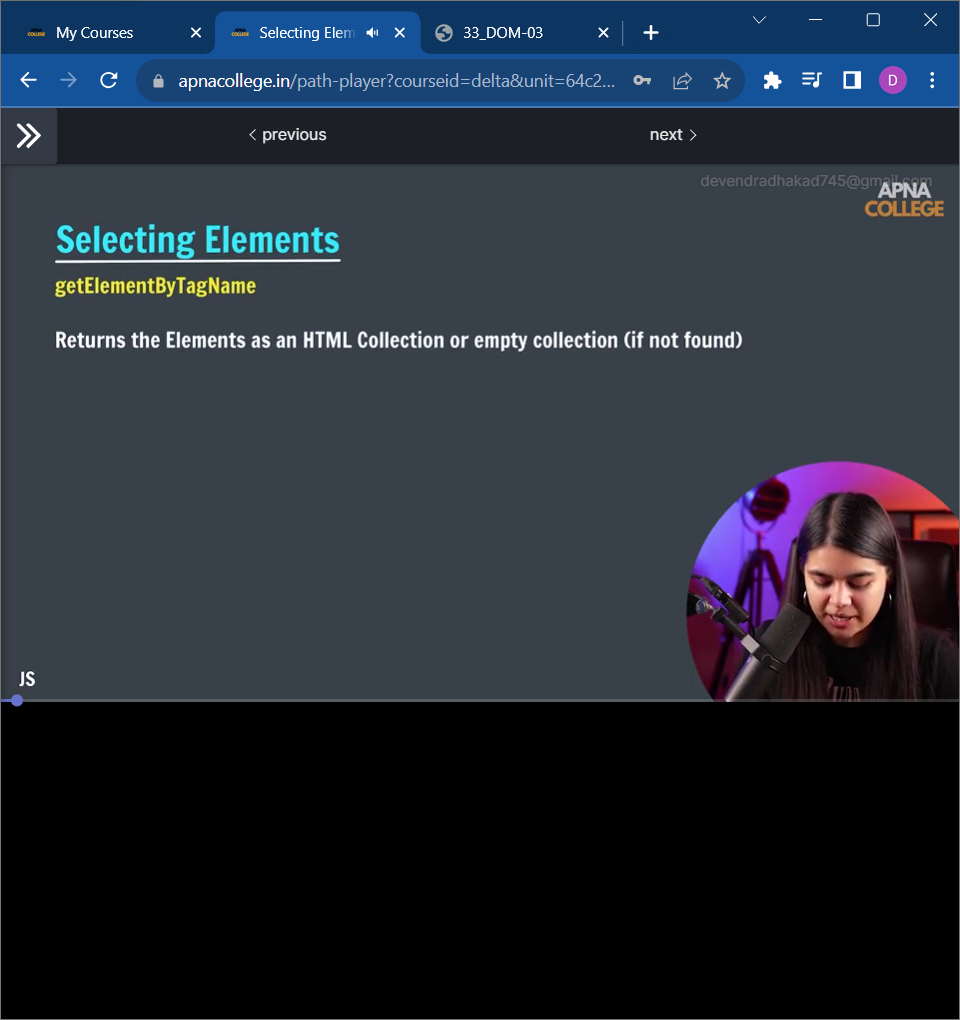 My Courses
Selecting Elem
33_DOM-03
apnacollege.in/path-player?courseid=delta&unit=64c2...
D
previous
next
devendradhakad745@gmail.com
APNA
COLLEGE
Selecting Elements
getElementByTagName
Returns the Elements as an HTML Collection or empty collection (if not found)
JS